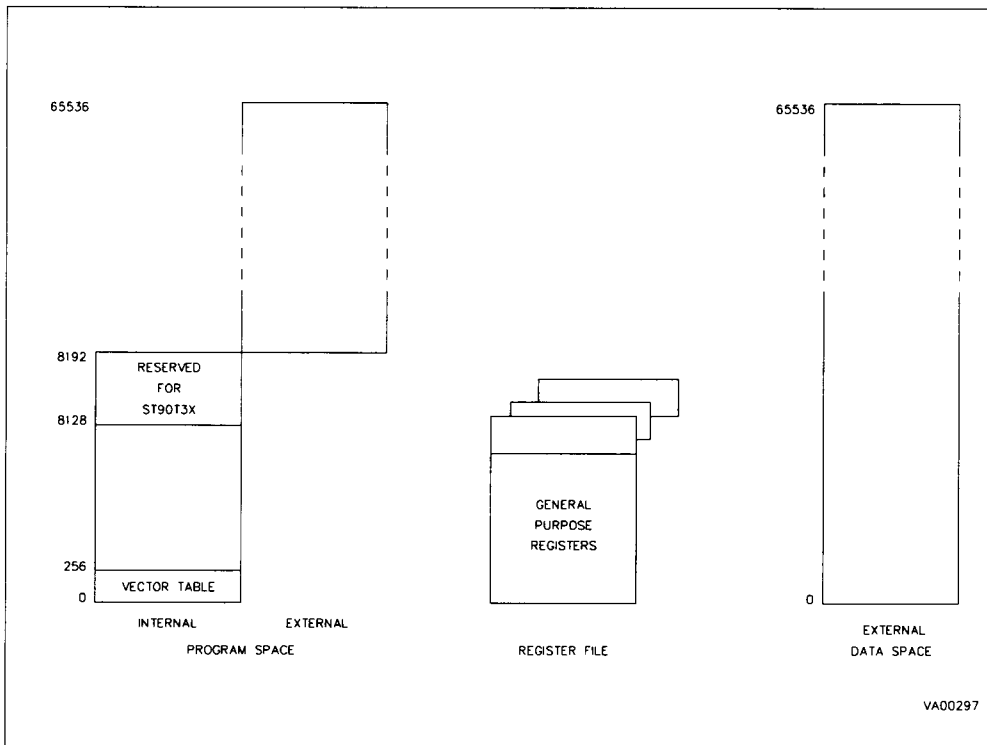 65536
65536
8192
RESERVED
FOR
ST90T3X
8128
GENERAL
PURPOSE
REGISTERS
256
VECTOR TABLE
0
0
INTERNAL
EXTERNAL
PROGRAM SPACE
REGISTER FILE
EXTERNAL
DATA SPACE
VA00297